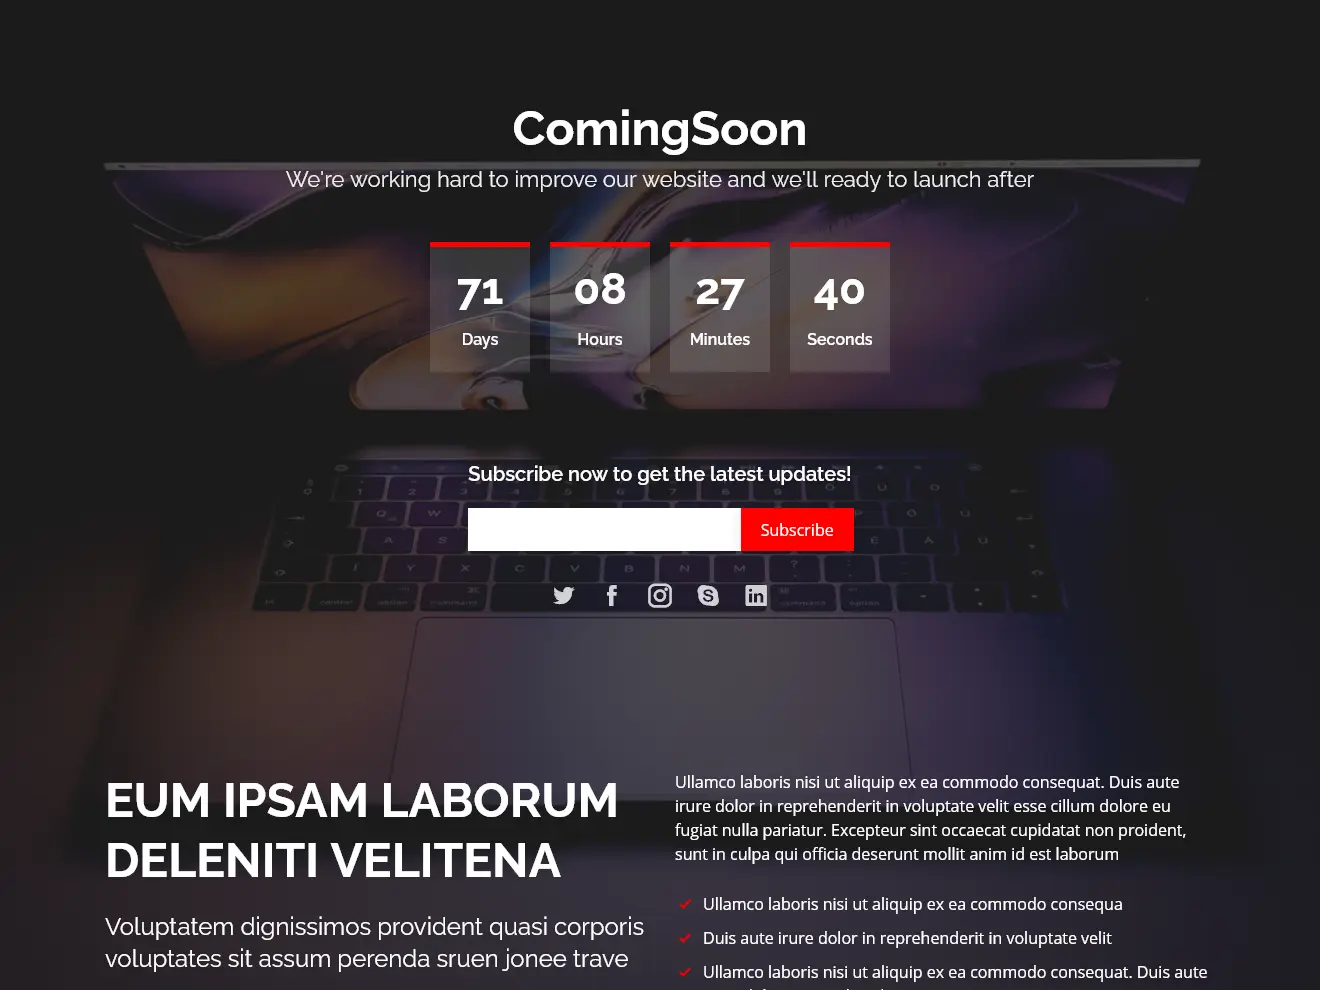 ComingSoon
We're working hard to improve our website and we'll ready to launch after
71 08 27 40
Days Hours Minutes Seconds
Subscribe now to get the latest updates!
Subscribe
EUM IPSAM LABORUM
DELENITI VELITENA
Voluptatem dignissimos provident quasi corporis
voluptates sit assum perenda sruen jonee trave
Ullamco laboris nisi ut aliquip ex ea commodo consequat. Duis aute
irure dolor in reprehenderit in voluptate velit esse cillum dolore eu
fugiat nulla pariatur. Excepteur sint occaecat cupidatat non proident,
sunt in culpa qui officia deserunt mollit anim id est laborum
Ullamco laboris nisi ut aliquip ex ea commodo consequa
Duis aute irure dolor in reprehenderit in voluptate velit
Ullamco laboris nisi ut aliquip ex ea commodo consequat. Duis aute